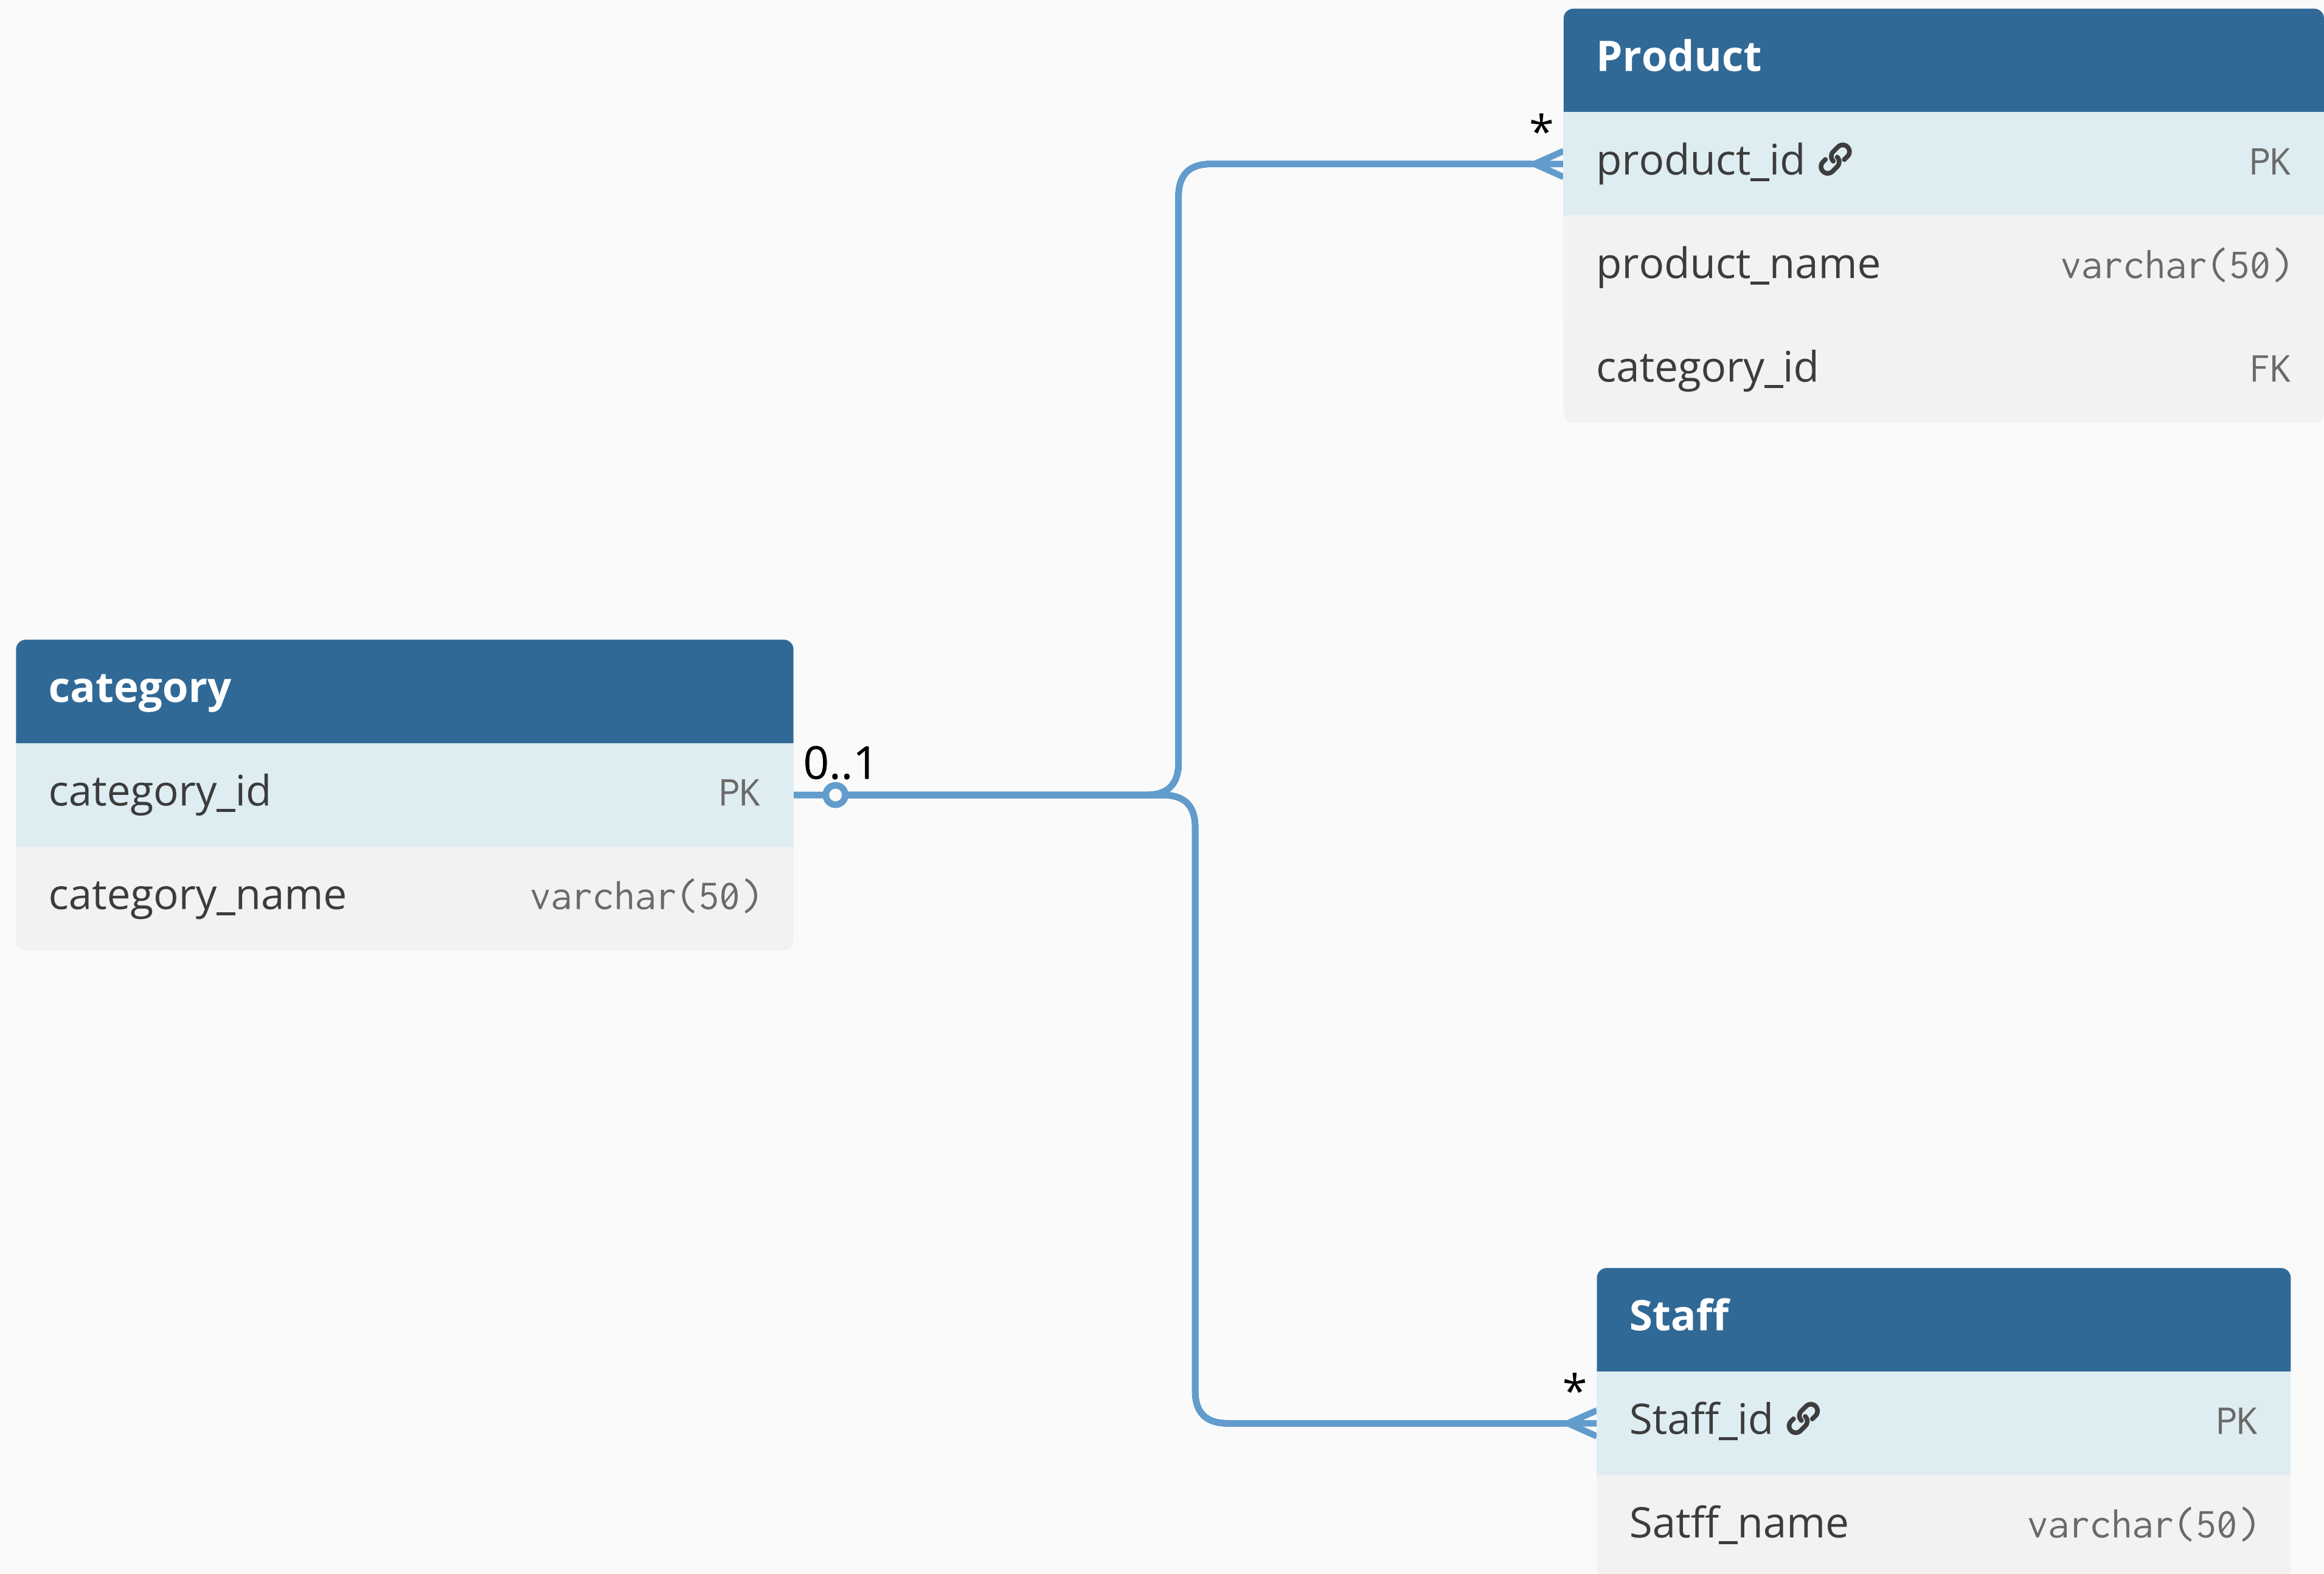 Product
*
product_id PK
product_name varchar(50)
category_id FK
category
0..1
category_id PK
category_name varchar(50)
Staff
*
Staff_id PK
Satff_name varchar(50)